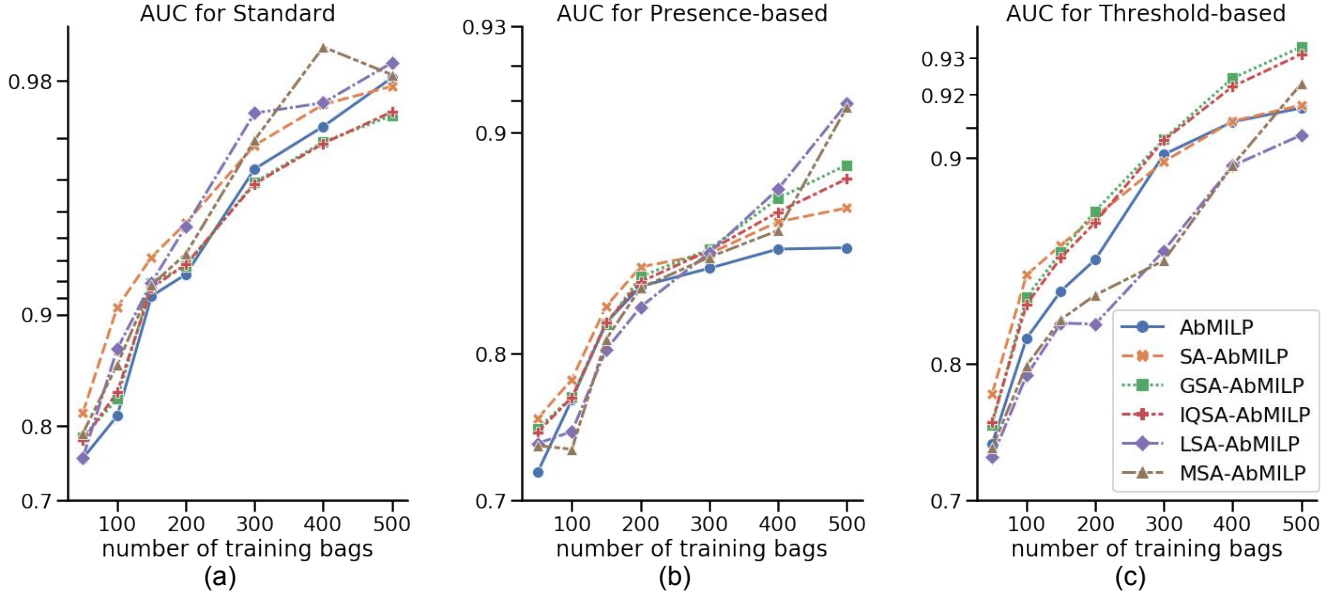 AUC for Standard
0.98
0.9
0.8
0.7
100 200 300 400 500
number of training bags
(a)
AUC for Presence-based
0.93
0.9
0.8
0.7
100 200 300 400 500
number of training bags
(b)
AUC for Threshold-based
0.93
0.92
0.9
0.8
0.7
100 200 300 400 500
number of training bags
(c)
AbMILP
SA-AbMILP
GSA-AbMILP
IQSA-AbMILP
LSA-AbMILP
MSA-AbMILP